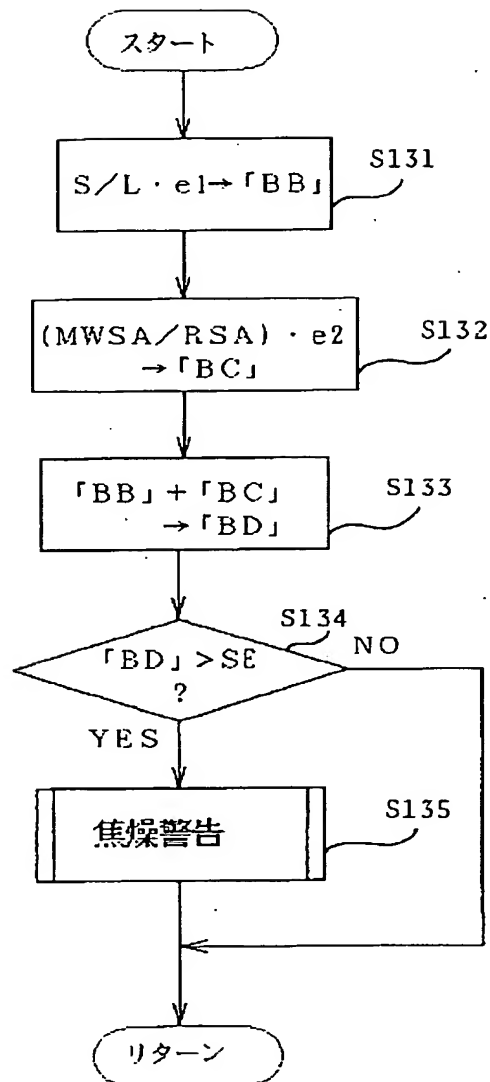 スタート
S/L・e1→「BB」
S131
(MWSA/RSA)・e2
→「BC」
S132
「BB」+「BC」
→「BD」
S133
S134
「BD」>SE
?
NO
YES
焦燥警告
S135
リターン